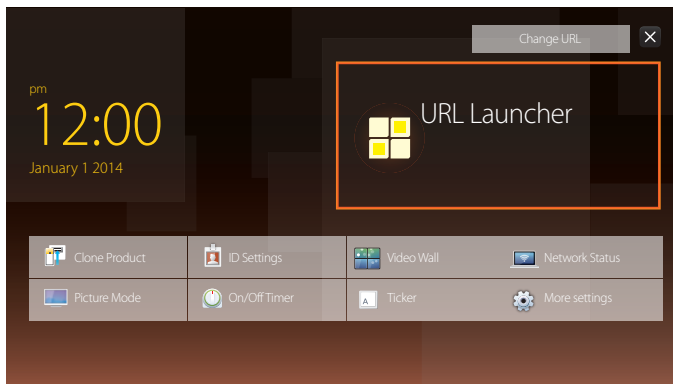 Change URL
pm
12:00
January 1 2014
URL Launcher
Clone Product
ID Settings
Video Wall
Network Status
Picture Mode
On/Off Timer
A
Ticker
More settings